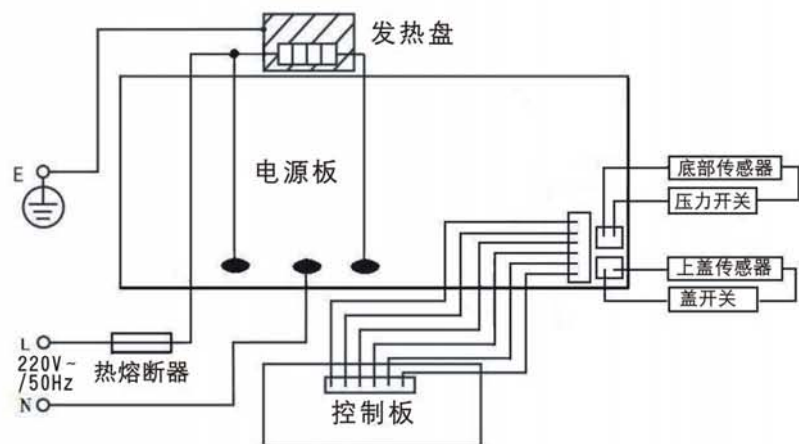 发热盘
E
电源板
底部传感器
压力开关
上盖传感器
盖开关
L
220V~
/50Hz
热熔断器
N
控制板